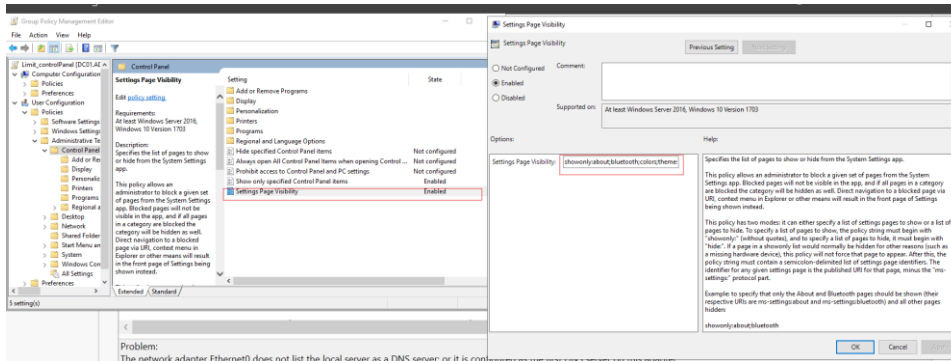 Group Policy Management Editor
File Action View Help
Limit_controlPanel [DC01.AD.
Computer Configuration
Policies
Preferences
User Configuration
Policies
Software Settings
Windows Settings
Administrative Te
Control Panel
Add or Re
Display
Personaliz
Printers
Programs
Regional a
Desktop
Network
Shared Folder
Start Menu an
System
Windows Con
All Settings
Preferences
5 setting(s)
Control Panel
Settings Page Visibility
Edit policy setting.
Requirements:
At least Windows Server 2016,
Windows 10 Version 1703
Description:
Specifies the list of pages to show
or hide from the System Settings
app.
This policy allows an
administrator to block a given set
of pages from the System Settings
app. Blocked pages will not be
visible in the app, and if all pages
in a category are blocked the
category will be hidden as well.
Direct navigation to a blocked
page via URI, context menu in
Explorer or other means will result
in the front page of Settings being
shown instead.
Setting State
Add or Remove Programs
Display
Personalization
Printers
Programs
Regional and Language Options
Hide specified Control Panel items Not configured
Always open All Control Panel Items when opening Control ... Not configured
Prohibit access to Control Panel and PC settings Not configured
Show only specified Control Panel items Enabled
Settings Page Visibility Enabled
Extended Standard
Problem:
The network adapter Ethernet0 does not list the local server as a DNS server; or it is configured as the first DNS server on this adapter.
Settings Page Visibility
Settings Page Visibility
Previous Setting Next Setting
Not Configured Comment:
Enabled
Disabled
Supported on: At least Windows Server 2016, Windows 10 Version 1703
Options: Help:
Settings Page Visibility: showonly:about;bluetooth;colors;theme:
Specifies the list of pages to show or hide from the System Settings app.
This policy allows an administrator to block a given set of pages from the System
Settings app. Blocked pages will not be visible in the app, and if all pages in a category
are blocked the category will be hidden as well. Direct navigation to a blocked page via
URI, context menu in Explorer or other means will result in the front page of Settings
being shown instead.
This policy has two modes: it can either specify a list of settings pages to show or a list of
pages to hide. To specify a list of pages to show, the policy string must begin with
"showonly:" (without quotes), and to specify a list of pages to hide, it must begin with
"hide:". If a page in a showonly list would normally be hidden for other reasons (such as
a missing hardware device), this policy will not force that page to appear. After this, the
policy string must contain a semicolon-delimited list of settings page identifiers. The
identifier for any given settings page is the published URI for that page, minus the "ms-
settings:" protocol part.
Example: to specify that only the About and Bluetooth pages should be shown (their
respective URIs are ms-settings:about and ms-settings:bluetooth) and all other pages
hidden:
showonly:about;bluetooth
OK Cancel Apply